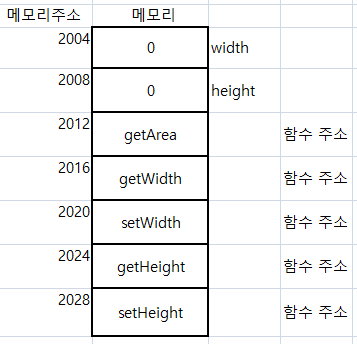 메모리주소 메모리
2004 0 width
2008 0 height
2012 getArea 함수 주소
2016 getWidth 함수 주소
2020 setWidth 함수 주소
2024 getHeight 함수 주소
2028 setHeight 함수 주소